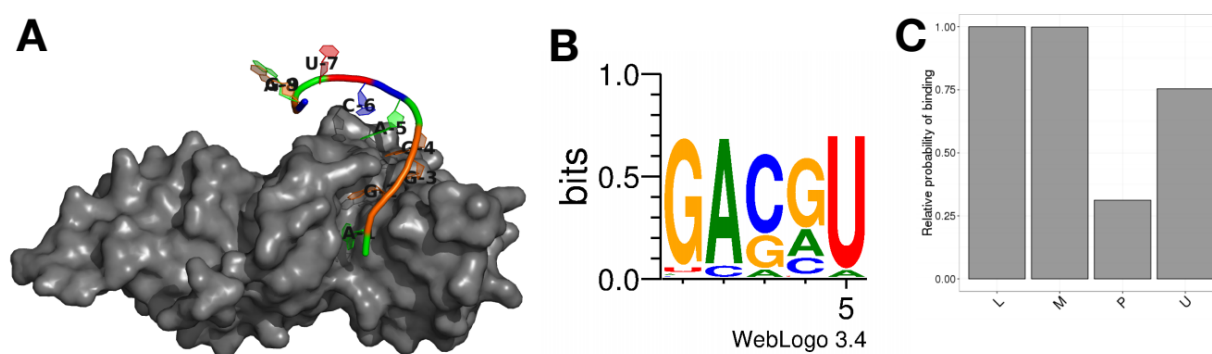 A
U-7
C-6
A-5
G-4
G-3
B
1.0
0.5
0.0
bits
GACGU
5
WebLogo 3.4
C
Relative probability of binding
1.00
0.75
0.50
0.25
0.00
L
M
P
U